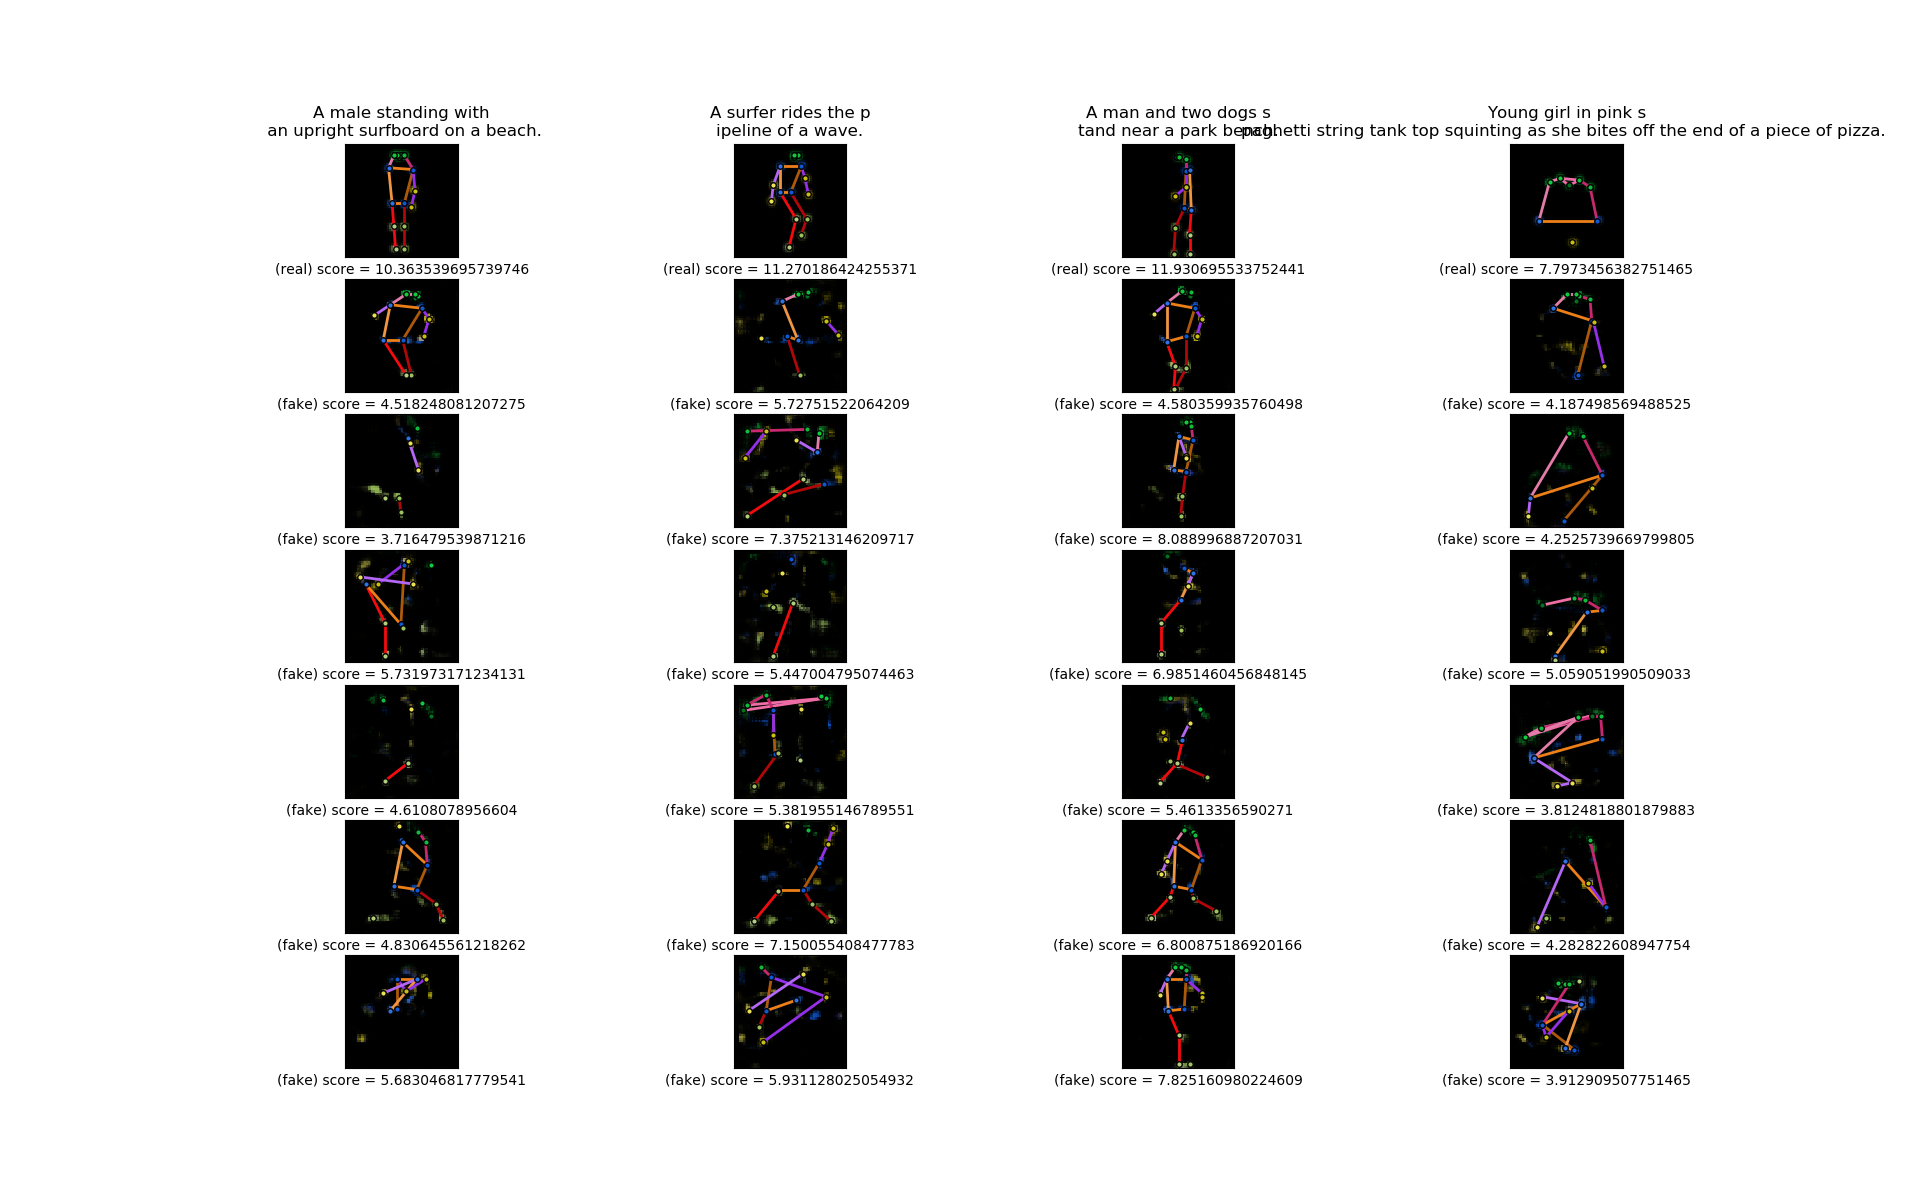 A male standing with
an upright surfboard on a beach.
A surfer rides the p
ipeline of a wave.
A man and two dogs s
tand near a park bench.
Young girl in pink s
paghetti string tank top squinting as she bites off the end of a piece of pizza.
(real) score = 10.363539695739746
(real) score = 11.270186424255371
(real) score = 11.930695533752441
(real) score = 7.7973456382751465
(fake) score = 4.518248081207275
(fake) score = 5.72751522064209
(fake) score = 4.580359935760498
(fake) score = 4.187498569488525
(fake) score = 3.716479539871216
(fake) score = 7.375213146209717
(fake) score = 8.088996887207031
(fake) score = 4.2525739669799805
(fake) score = 5.731973171234131
(fake) score = 5.447004795074463
(fake) score = 6.9851460456848145
(fake) score = 5.059051990509033
(fake) score = 4.6108078956604
(fake) score = 5.381955146789551
(fake) score = 5.4613356590271
(fake) score = 3.8124818801879883
(fake) score = 4.830645561218262
(fake) score = 7.150055408477783
(fake) score = 6.800875186920166
(fake) score = 4.282822608947754
(fake) score = 5.683046817779541
(fake) score = 5.931128025054932
(fake) score = 7.825160980224609
(fake) score = 3.912909507751465